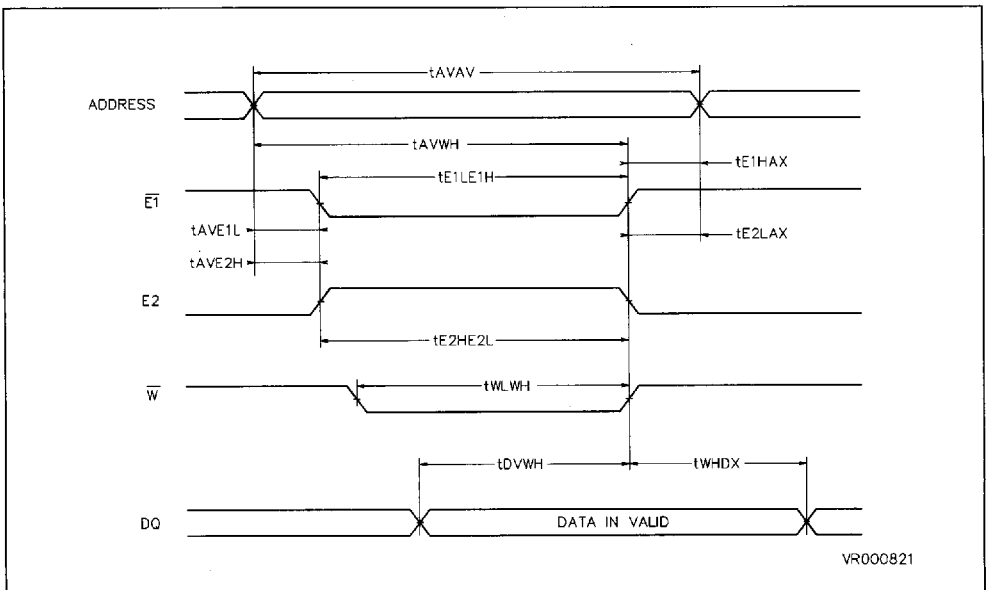 tAVAV
ADDRESS
tAVWH
tE1HAX
tE1LE1H
E1
tAVE1L
tE2LAX
tAVE2H
E2
tE2HE2L
W
tWLWH
tDVWH
tWHDX
DQ
DATA IN VALID
VR000821